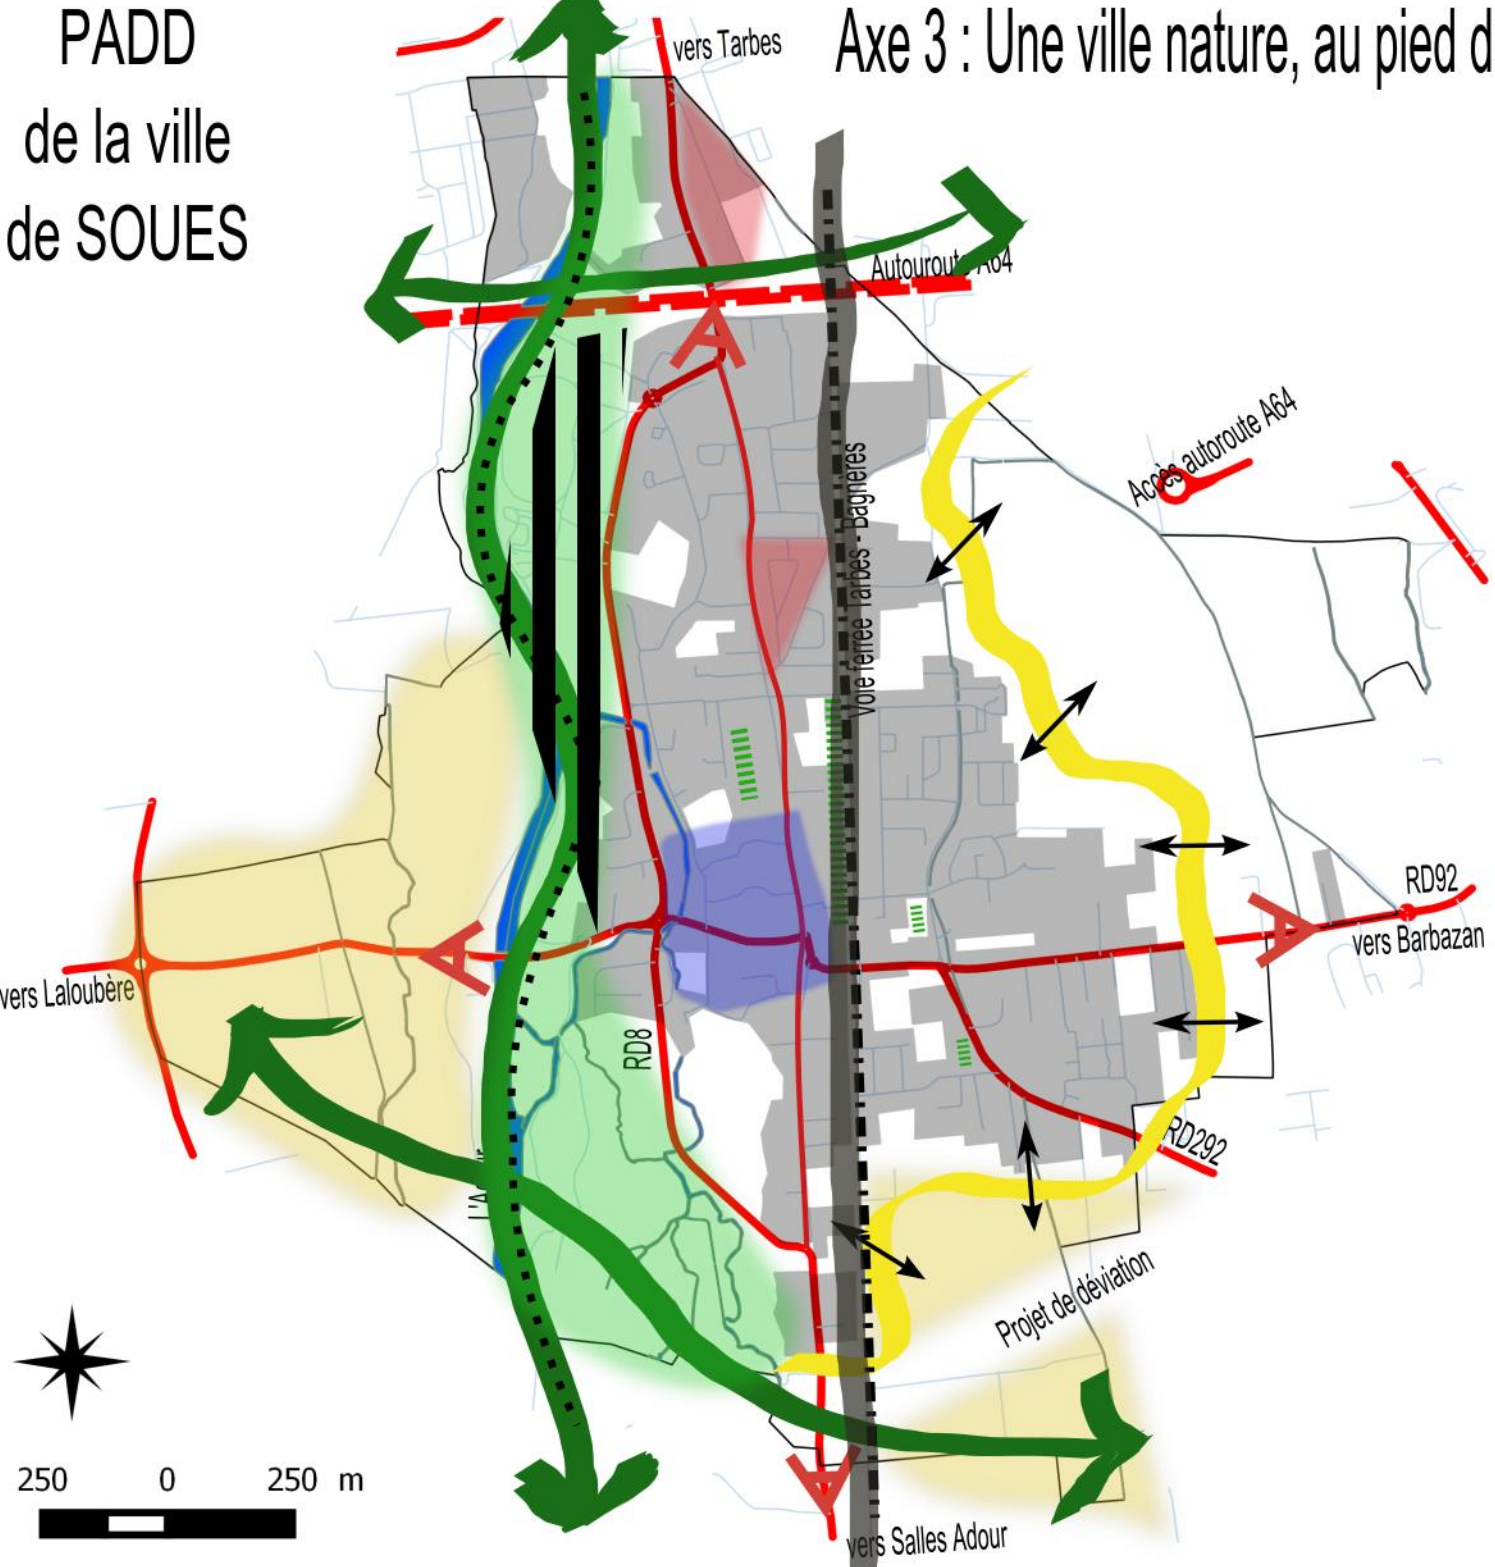 PADD
de la ville
de SOUES
Axe 3 : Une ville nature, au pied d
vers Tarbes
Autouroute A64
Accès autoroute A64
Voie ferrée Tarbes - Bagnères
RD92
vers Barbazan
vers Laloubère
RD8
RD292
Projet de déviation
250 0 250 m
vers Salles Adour